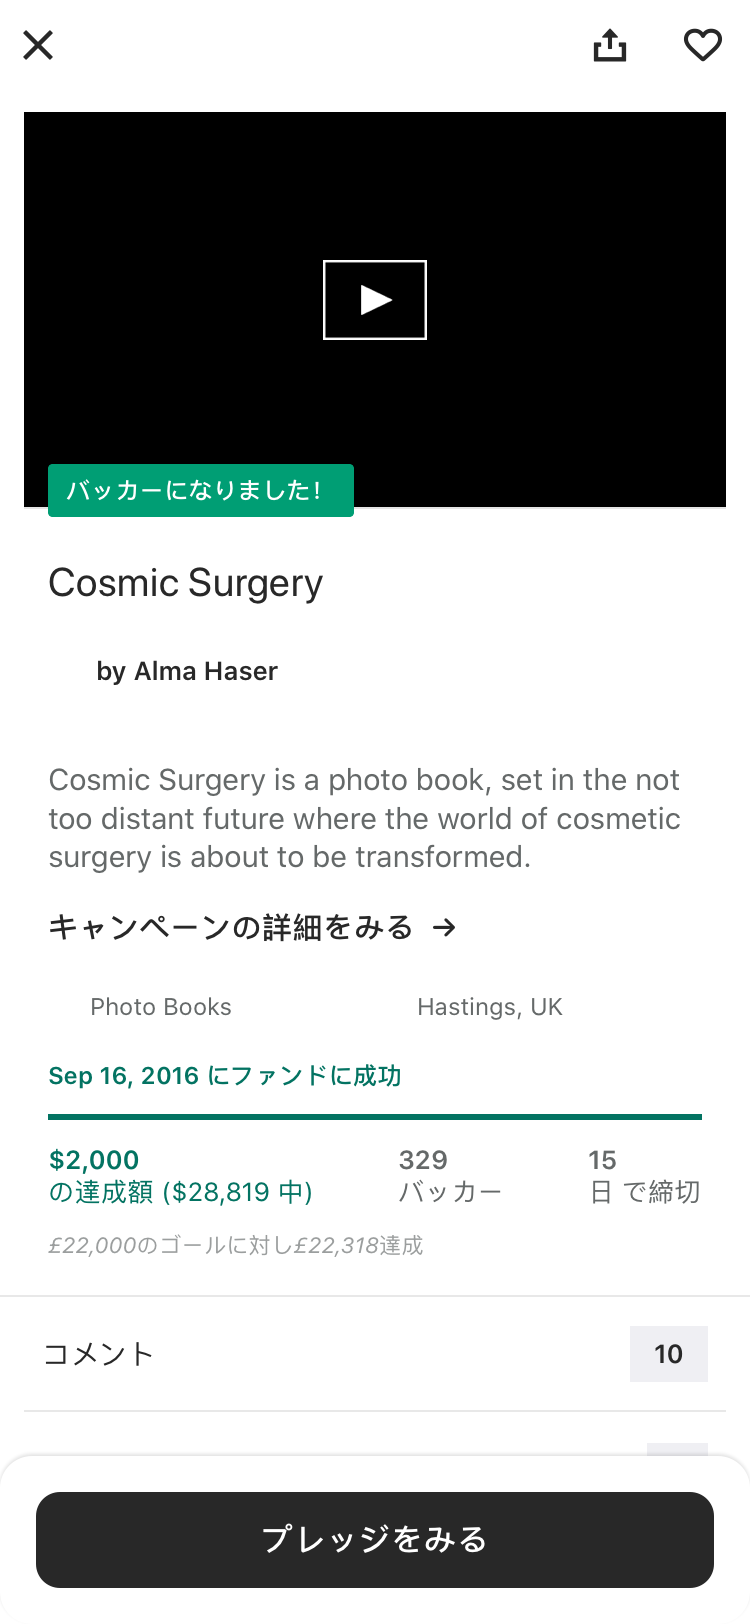 バッカーになりました!
Cosmic Surgery
by Alma Haser
Cosmic Surgery is a photo book, set in the not
too distant future where the world of cosmetic
surgery is about to be transformed.
キャンペーンの詳細をみる →
Photo Books
Hastings, UK
Sep 16, 2016 にファンドに成功
$2,000
の達成額 ($28,819 中)
329
バッカー
15
日 で締切
£22,000のゴールに対し£22,318達成
コメント
10
プレッジをみる